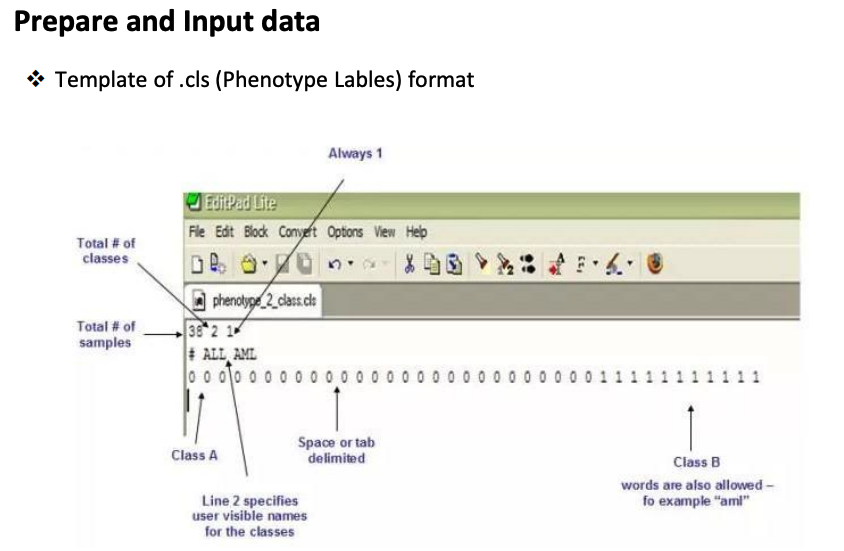 Prepare and Input data
❖ Template of .cls (Phenotype Lables) format
Always 1
EditPad Lite
File Edit Block Convert Options View Help
Total # of
classes
phenotype_2_class.cls
Total # of
samples
38 2 1
# ALL AML
0 0 0 0 0 0 0 0 0 0 0 0 0 0 0 0 0 0 0 0 0 0 0 0 0 0 0 1 1 1 1 1 1 1 1 1 1 1
Class A
Space or tab
delimited
Class B
words are also allowed –
fo example "aml"
Line 2 specifies
user visible names
for the classes